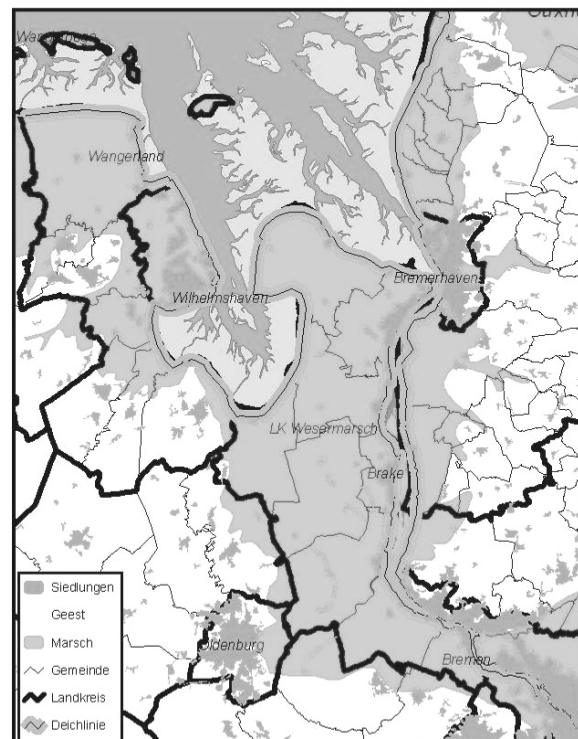 Wangerland
Wilhelmshaven
Bremerhaven
LK Wesermarsch
Brake
Oldenburg
Bremen
Siedlungen
Geest
Marsch
Gemeinde
Landkreis
Deichlinie